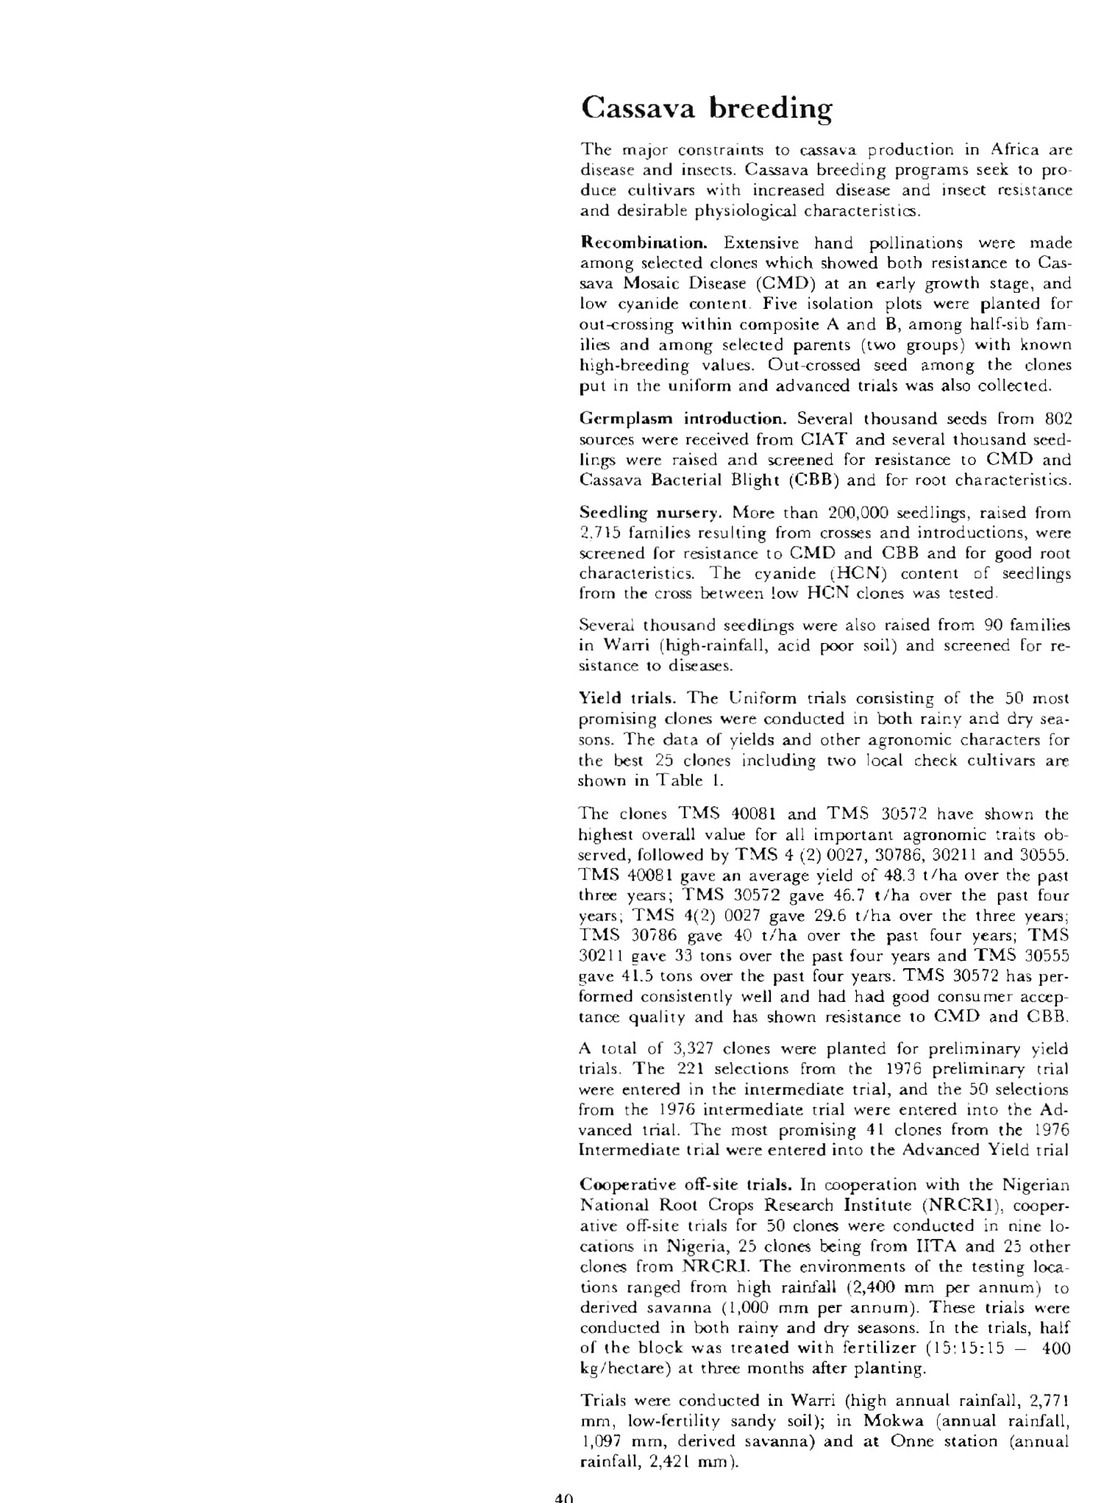 Cassava breeding
The major constraints to cassava production in Africa are
disease and insects. Cassava breeding programs seek to pro-
duce cultivars with increased disease and insect resistance
and desirable physiological characteristics.
Recombination. Extensive hand pollinations were made
among selected clones which showed both resistance to Cas-
sava Mosaic Disease (CMD) at an early growth stage, and
low cyanide content. Five isolation plots were planted for
out-crossing within composite A and B, among half-sib fam-
ilies and among selected parents (two groups) with known
high-breeding values. Out-crossed seed among the clones
put in the uniform and advanced trials was also collected.
Germplasm introduction. Several thousand seeds from 802
sources were received from CIAT and several thousand seed-
lings were raised and screened for resistance to CMD and
Cassava Bacterial Blight (CBB) and for root characteristics.
Seedling nursery. More than 200,000 seedlings, raised from
2,715 families resulting from crosses and introductions, were
screened for resistance to CMD and CBB and for good root
characteristics. The cyanide (HCN) content of seedlings
from the cross between low HCN clones was tested.
Several thousand seedlings were also raised from 90 families
in Warri (high-rainfall, acid poor soil) and screened for re-
sistance to diseases.
Yield trials. The Uniform trials consisting of the 50 most
promising clones were conducted in both rainy and dry sea-
sons. The data of yields and other agronomic characters for
the best 25 clones including two local check cultivars are
shown in Table 1.
The clones TMS 40081 and TMS 30572 have shown the
highest overall value for all important agronomic traits ob-
served, followed by TMS 4 (2) 0027, 30786, 30211 and 30555.
TMS 40081 gave an average yield of 48.3 t/ha over the past
three years; TMS 30572 gave 46.7 t/ha over the past four
years; TMS 4(2) 0027 gave 29.6 t/ha over the three years;
TMS 30786 gave 40 t/ha over the past four years; TMS
30211 gave 33 tons over the past four years and TMS 30555
gave 41.5 tons over the past four years. TMS 30572 has per-
formed consistently well and had had good consumer accep-
tance quality and has shown resistance to CMD and CBB.
A total of 3,327 clones were planted for preliminary yield
trials. The 221 selections from the 1976 preliminary trial
were entered in the intermediate trial, and the 50 selections
from the 1976 intermediate trial were entered into the Ad-
vanced trial. The most promising 41 clones from the 1976
Intermediate trial were entered into the Advanced Yield trial
Cooperative off-site trials. In cooperation with the Nigerian
National Root Crops Research Institute (NRCRI), cooper-
ative off-site trials for 50 clones were conducted in nine lo-
cations in Nigeria, 25 clones being from IITA and 25 other
clones from NRCRI. The environments of the testing loca-
tions ranged from high rainfall (2,400 mm per annum) to
derived savanna (1,000 mm per annum). These trials were
conducted in both rainy and dry seasons. In the trials, half
of the block was treated with fertilizer (15:15:15 — 400
kg/hectare) at three months after planting.
Trials were conducted in Warri (high annual rainfall, 2,771
mm, low-fertility sandy soil); in Mokwa (annual rainfall,
1,097 mm, derived savanna) and at Onne station (annual
rainfall, 2,421 mm).
40